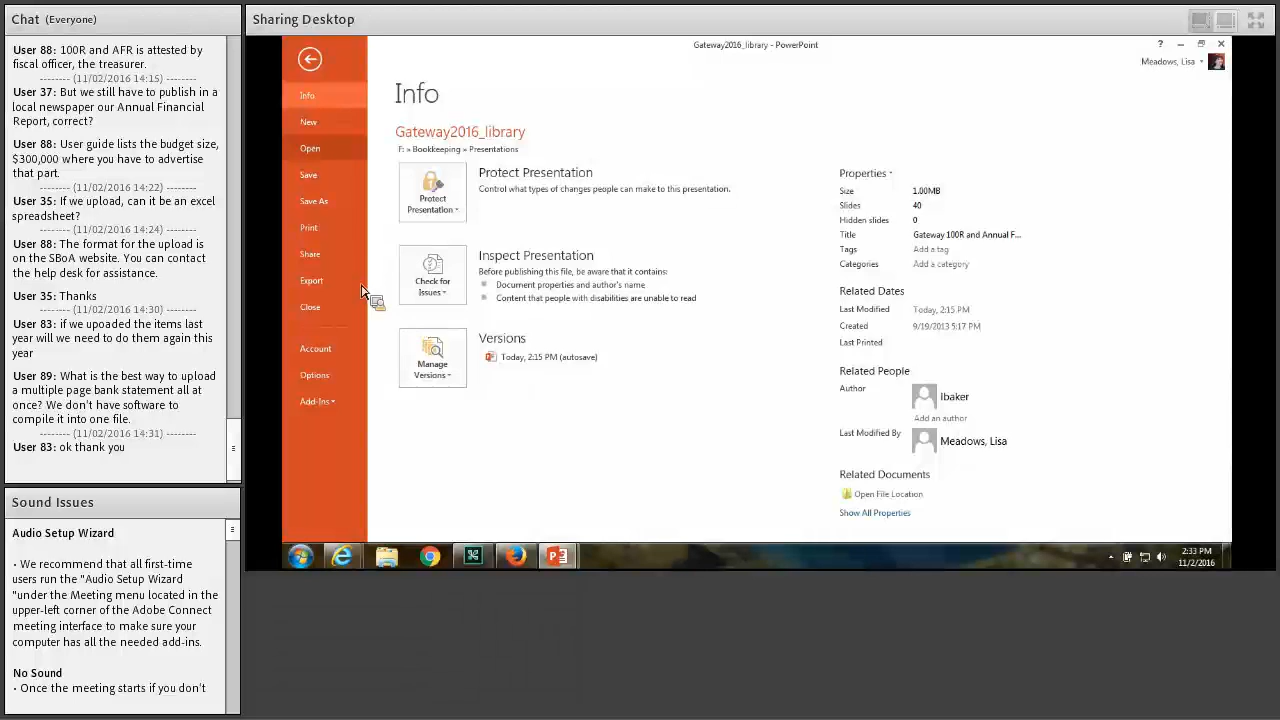 Chat (Everyone)
User 88: 100R and AFR is attested by
fiscal officer, the treasurer.
-------- (11/02/2016 14:15) --------
User 37: But we still have to publish in a
local newspaper our Annual Financial
Report, correct?
User 88: User guide lists the budget size,
$300,000 where you have to advertise
that part.
-------- (11/02/2016 14:22) --------
User 35: If we upload, can it be an excel
spreadsheet?
-------- (11/02/2016 14:24) --------
User 88: The format for the upload is
on the SBoA website. You can contact
the help desk for assistance.
User 35: Thanks
-------- (11/02/2016 14:30) --------
User 83: if we upoaded the items last
year will we need to do them again this
year
User 89: What is the best way to upload
a multiple page bank statement all at
once? We don't have software to
compile it into one file.
-------- (11/02/2016 14:31) --------
User 83: ok thank you
Sound Issues
Audio Setup Wizard
• We recommend that all first-time
users run the "Audio Setup Wizard
"under the Meeting menu located in the
upper-left corner of the Adobe Connect
meeting interface to make sure your
computer has all the needed add-ins.
No Sound
• Once the meeting starts if you don't
Sharing Desktop
Gateway2016_library - PowerPoint
Meadows, Lisa
Info
New
Open
Save
Save As
Print
Share
Export
Close
Account
Options
Add-Ins
Info
Gateway2016_library
F: » Bookkeeping » Presentations
Protect
Presentation
Protect Presentation
Control what types of changes people can make to this presentation.
Check for
Issues
Inspect Presentation
Before publishing this file, be aware that it contains:
Document properties and author's name
Content that people with disabilities are unable to read
Manage
Versions
Versions
Today, 2:15 PM (autosave)
Properties
Size 1.00MB
Slides 40
Hidden slides 0
Title Gateway 100R and Annual F...
Tags Add a tag
Categories Add a category
Related Dates
Last Modified Today, 2:15 PM
Created 9/19/2013 5:17 PM
Last Printed
Related People
Author lbaker
Add an author
Last Modified By Meadows, Lisa
Related Documents
Open File Location
Show All Properties
2:33 PM
11/2/2016